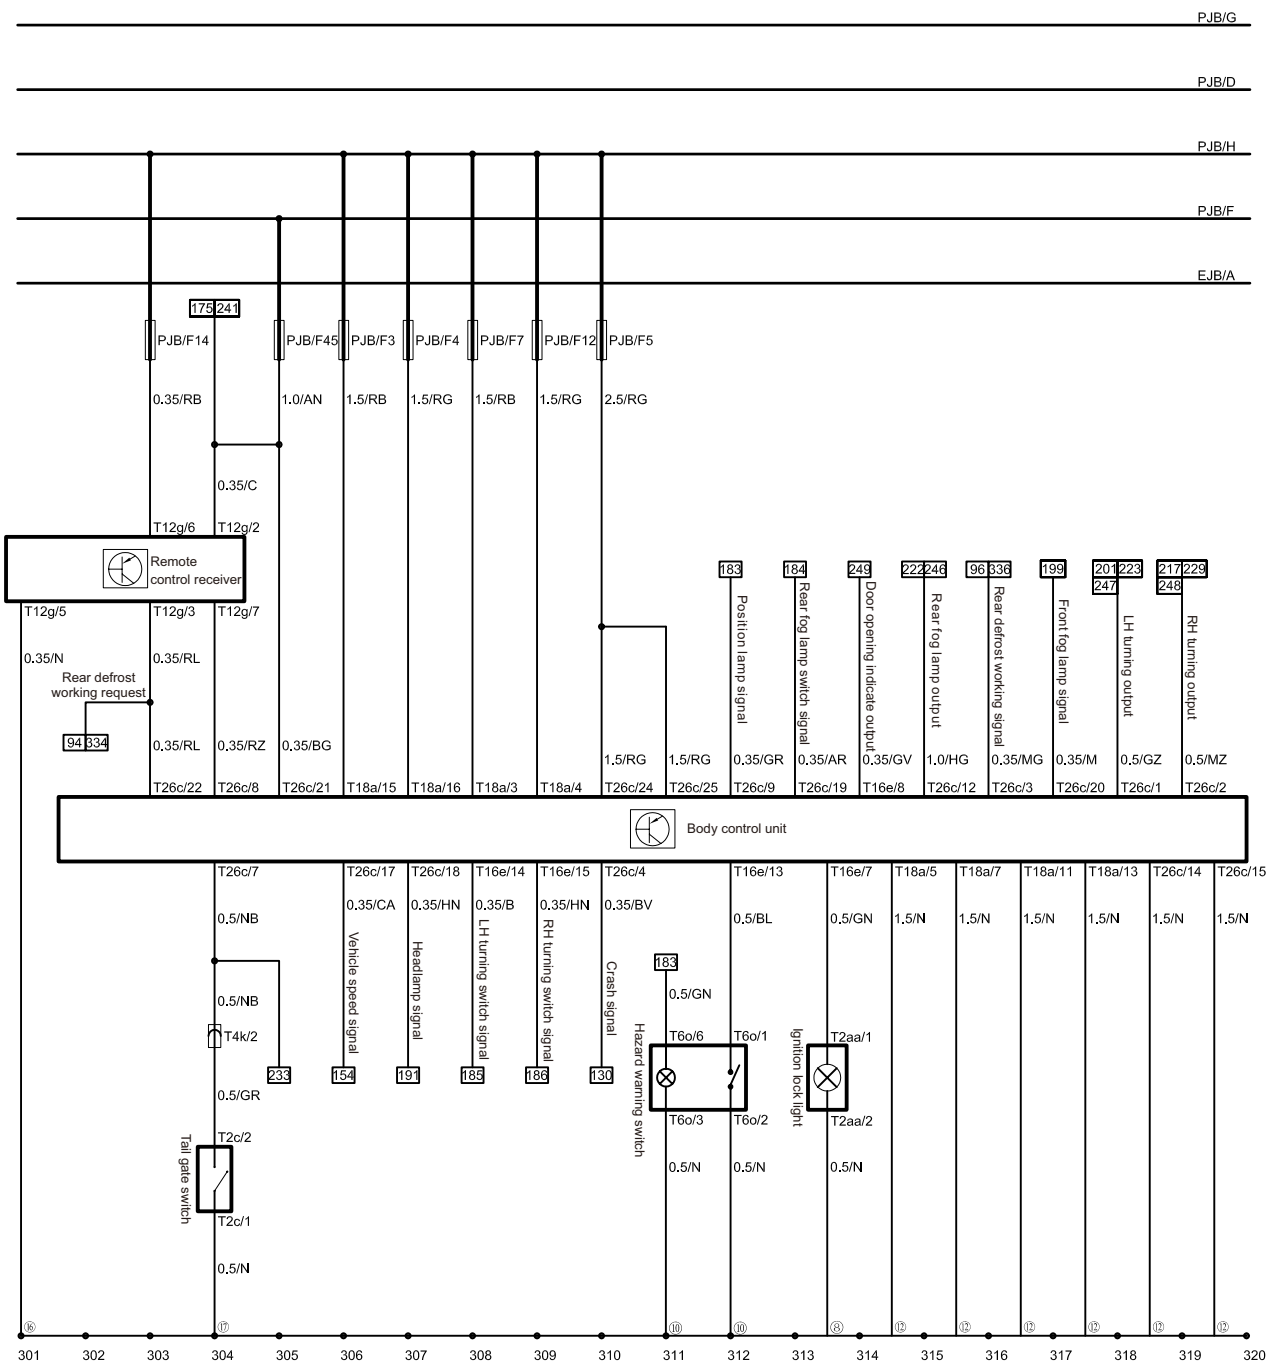 PJB/G
PJB/D
PJB/H
PJB/F
EJB/A
175 241
PJB/F14 PJB/F45 PJB/F3 PJB/F4 PJB/F7 PJB/F12 PJB/F5
0.35/RB 1.0/AN 1.5/RB 1.5/RG 1.5/RB 1.5/RG 2.5/RG
0.35/C
T12g/6 T12g/2
Remote
control receiver
183 184 249 222 246 96 336 199 201 223 217 229
247 248
T12g/5 T12g/3 T12g/7
0.35/N 0.35/RL
Rear defrost
working request
94 334
Position lamp signal
Rear fog lamp switch signal
Door opening indicate output
Rear fog lamp output
Rear defrost working signal
Front fog lamp signal
LH turning output
RH turning output
0.35/RL 0.35/RZ 0.35/BG
1.5/RG 1.5/RG 0.35/GR 0.35/AR 0.35/GV 1.0/HG 0.35/MG 0.35/M 0.5/GZ 0.5/MZ
T26c/22 T26c/8 T26c/21 T18a/15 T18a/16 T18a/3 T18a/4 T26c/24 T26c/25 T26c/9 T26c/19 T16e/8 T26c/12 T26c/3 T26c/20 T26c/1 T26c/2
Body control unit
T26c/7 T26c/17 T26c/18 T16e/14 T16e/15 T26c/4 T16e/13 T16e/7 T18a/5 T18a/7 T18a/11 T18a/13 T26c/14 T26c/15
0.35/CA 0.35/HN 0.35/B 0.35/HN 0.35/BV
0.5/NB 0.5/BL 0.5/GN 1.5/N 1.5/N 1.5/N 1.5/N 1.5/N 1.5/N
Vehicle speed signal
Headlamp signal
LH turning switch signal
RH turning switch signal
Crash signal
183
0.5/NB 0.5/GN
T4k/2 T6o/6 T6o/1 T2aa/1
Hazard warning switch
Ignition lock light
233 154 191 185 186 130
0.5/GR
T6o/3 T6o/2 T2aa/2
T2c/2
Tail gate switch
0.5/N 0.5/N 0.5/N
T2c/1
0.5/N
⑯ ⑰ ⑩ ⑩ ⑧ ⑫ ⑫ ⑫ ⑫ ⑫ ⑫
301 302 303 304 305 306 307 308 309 310 311 312 313 314 315 316 317 318 319 320